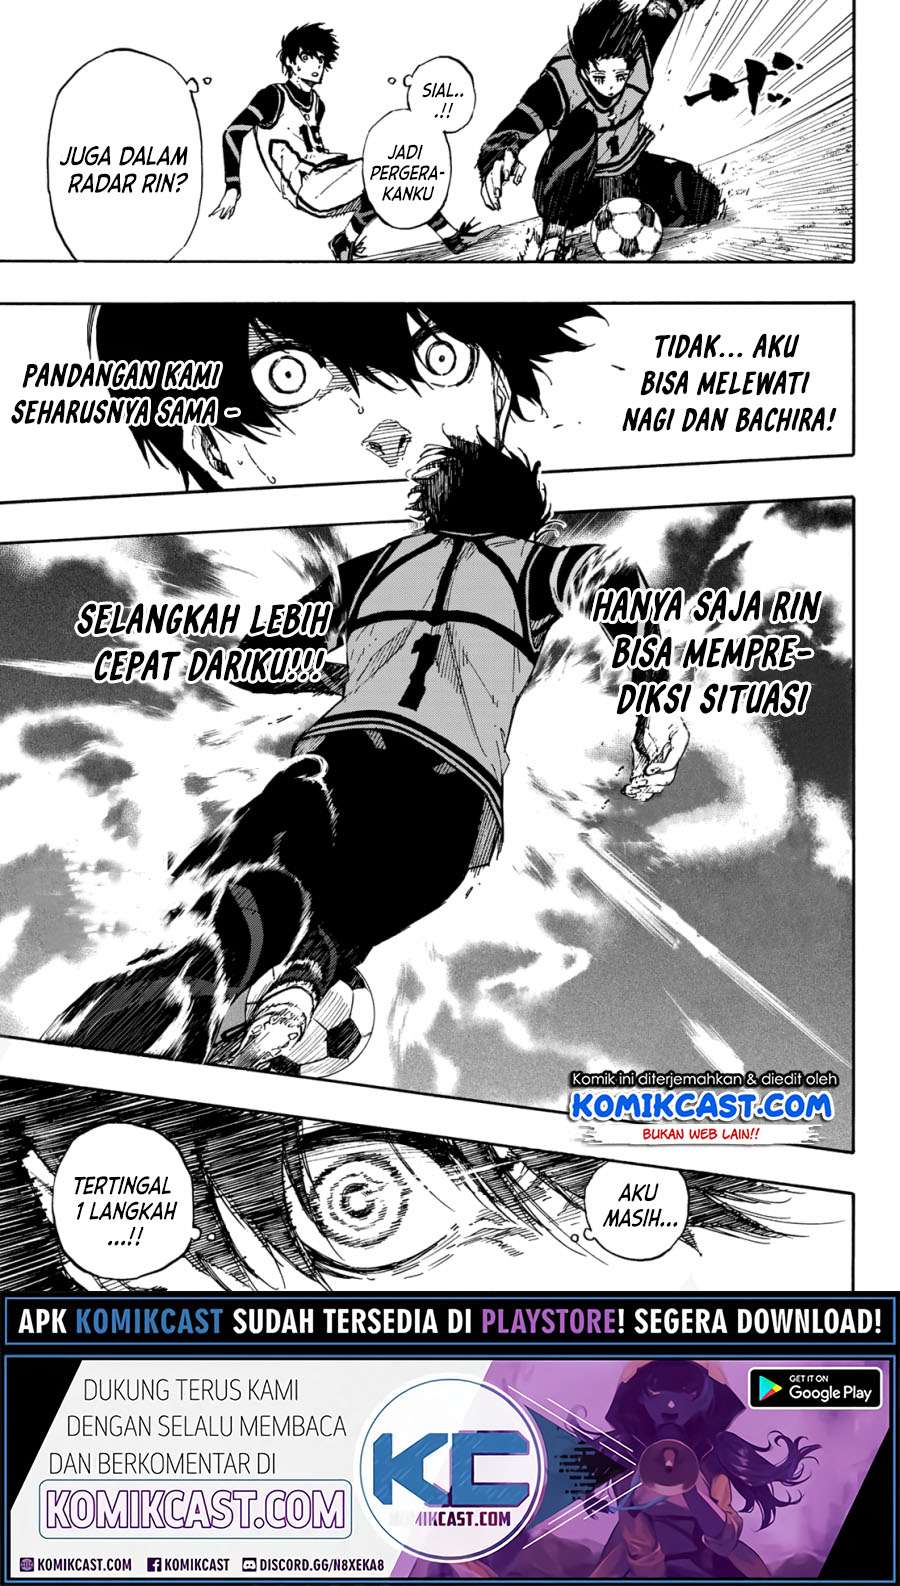 SIAL..
..!!
JADI
PERGERA-
KANKU
JUGA DALAM
RADAR RIN?
TIDAK... AKU
BISA MELEWATI
NAGI DAN BACHIRA!
PANDANGAN KAMI
SEHARUSNYA SAMA -
HANYA SAJA RIN
BISA MEMPRE-
DIKSI SITUASI
SELANGKAH LEBIH
CEPAT DARIKU!!!
1
1
Komik ini diterjemahkan & diedit oleh
KOMIKCAST.COM
BUKAN WEB LAIN!!
AKU
MASIH...
TERTINGAL
1 LANGKAH
...!!
APK KOMIKCAST SUDAH TERSEDIA DI PLAYSTORE! SEGERA DOWNLOAD!
DUKUNG TERUS KAMI
DENGAN SELALU MEMBACA
DAN BERKOMENTAR DI
KOMIKCAST.COM
KOMIKCAST.COM
KOMIKCAST
DISCORD.GG/N8XEKA8
KC
KOMIKCAST.COM
GET IT ON
Google Play